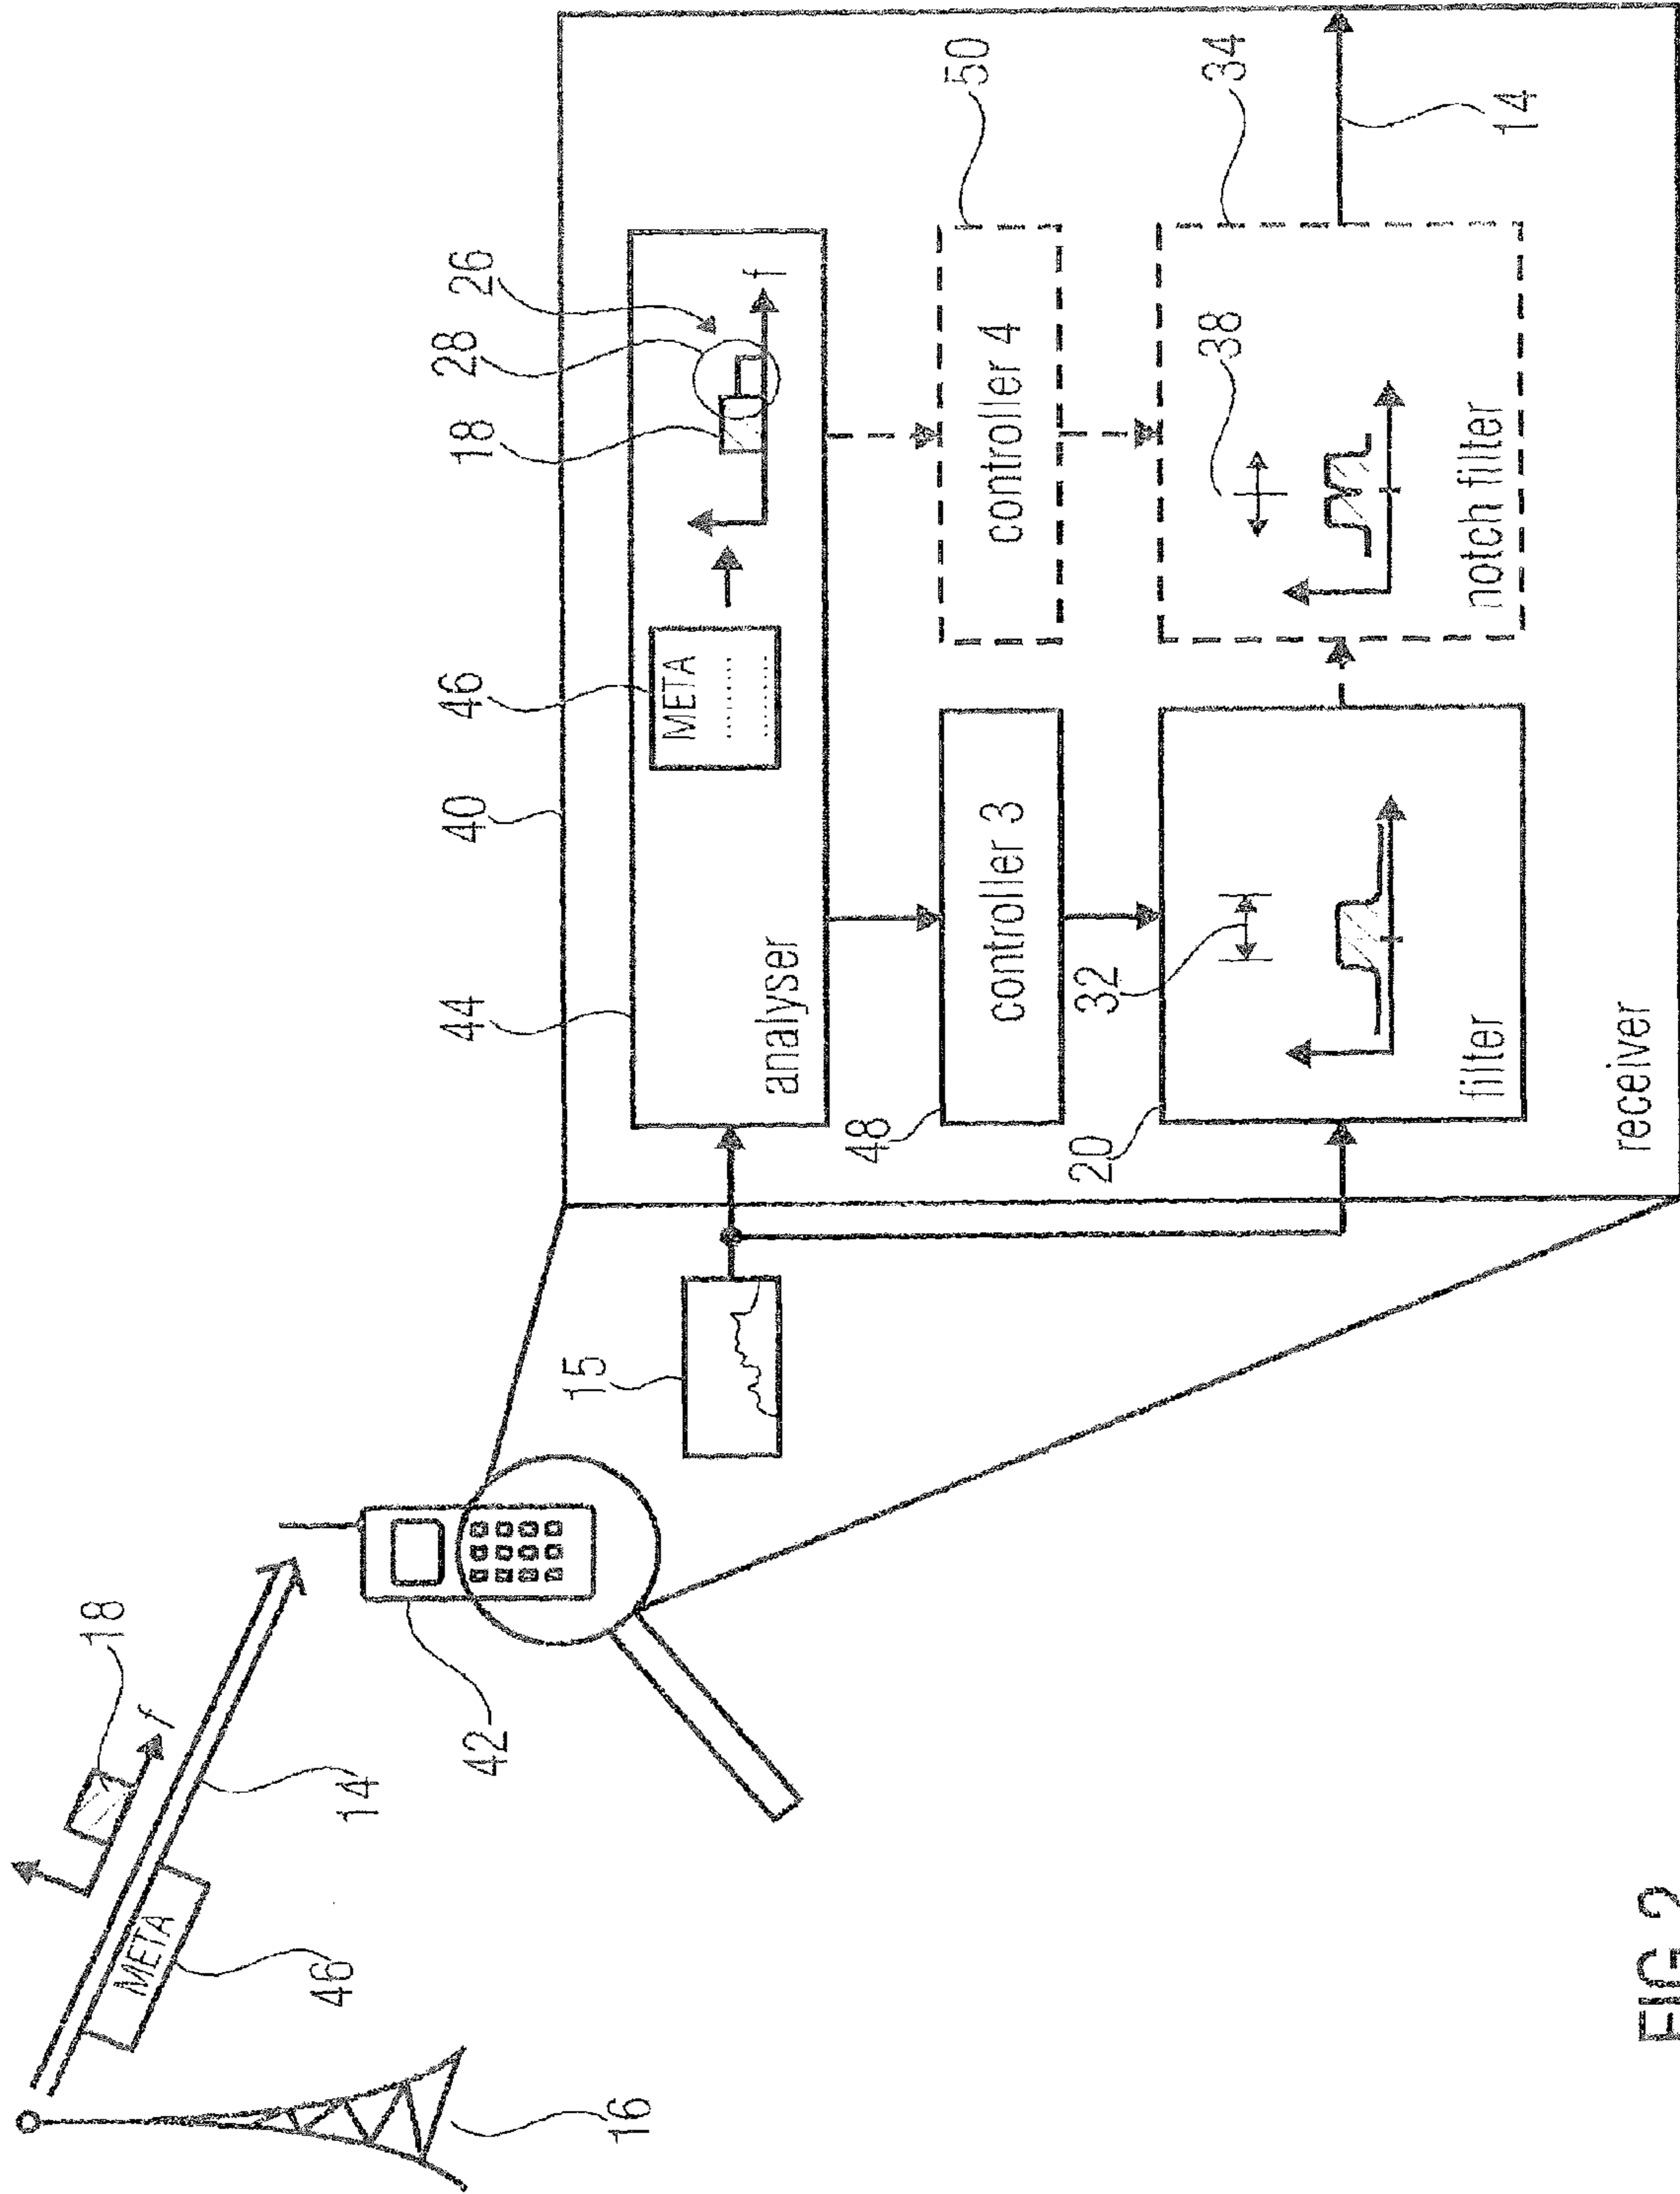 18
f
14
META
46
16
42
15
40
44
46
18
28
26
META
f
analyser
48
controller 3
controller 4
50
20
32
filter
38
notch filter
34
14
receiver
FIG 2